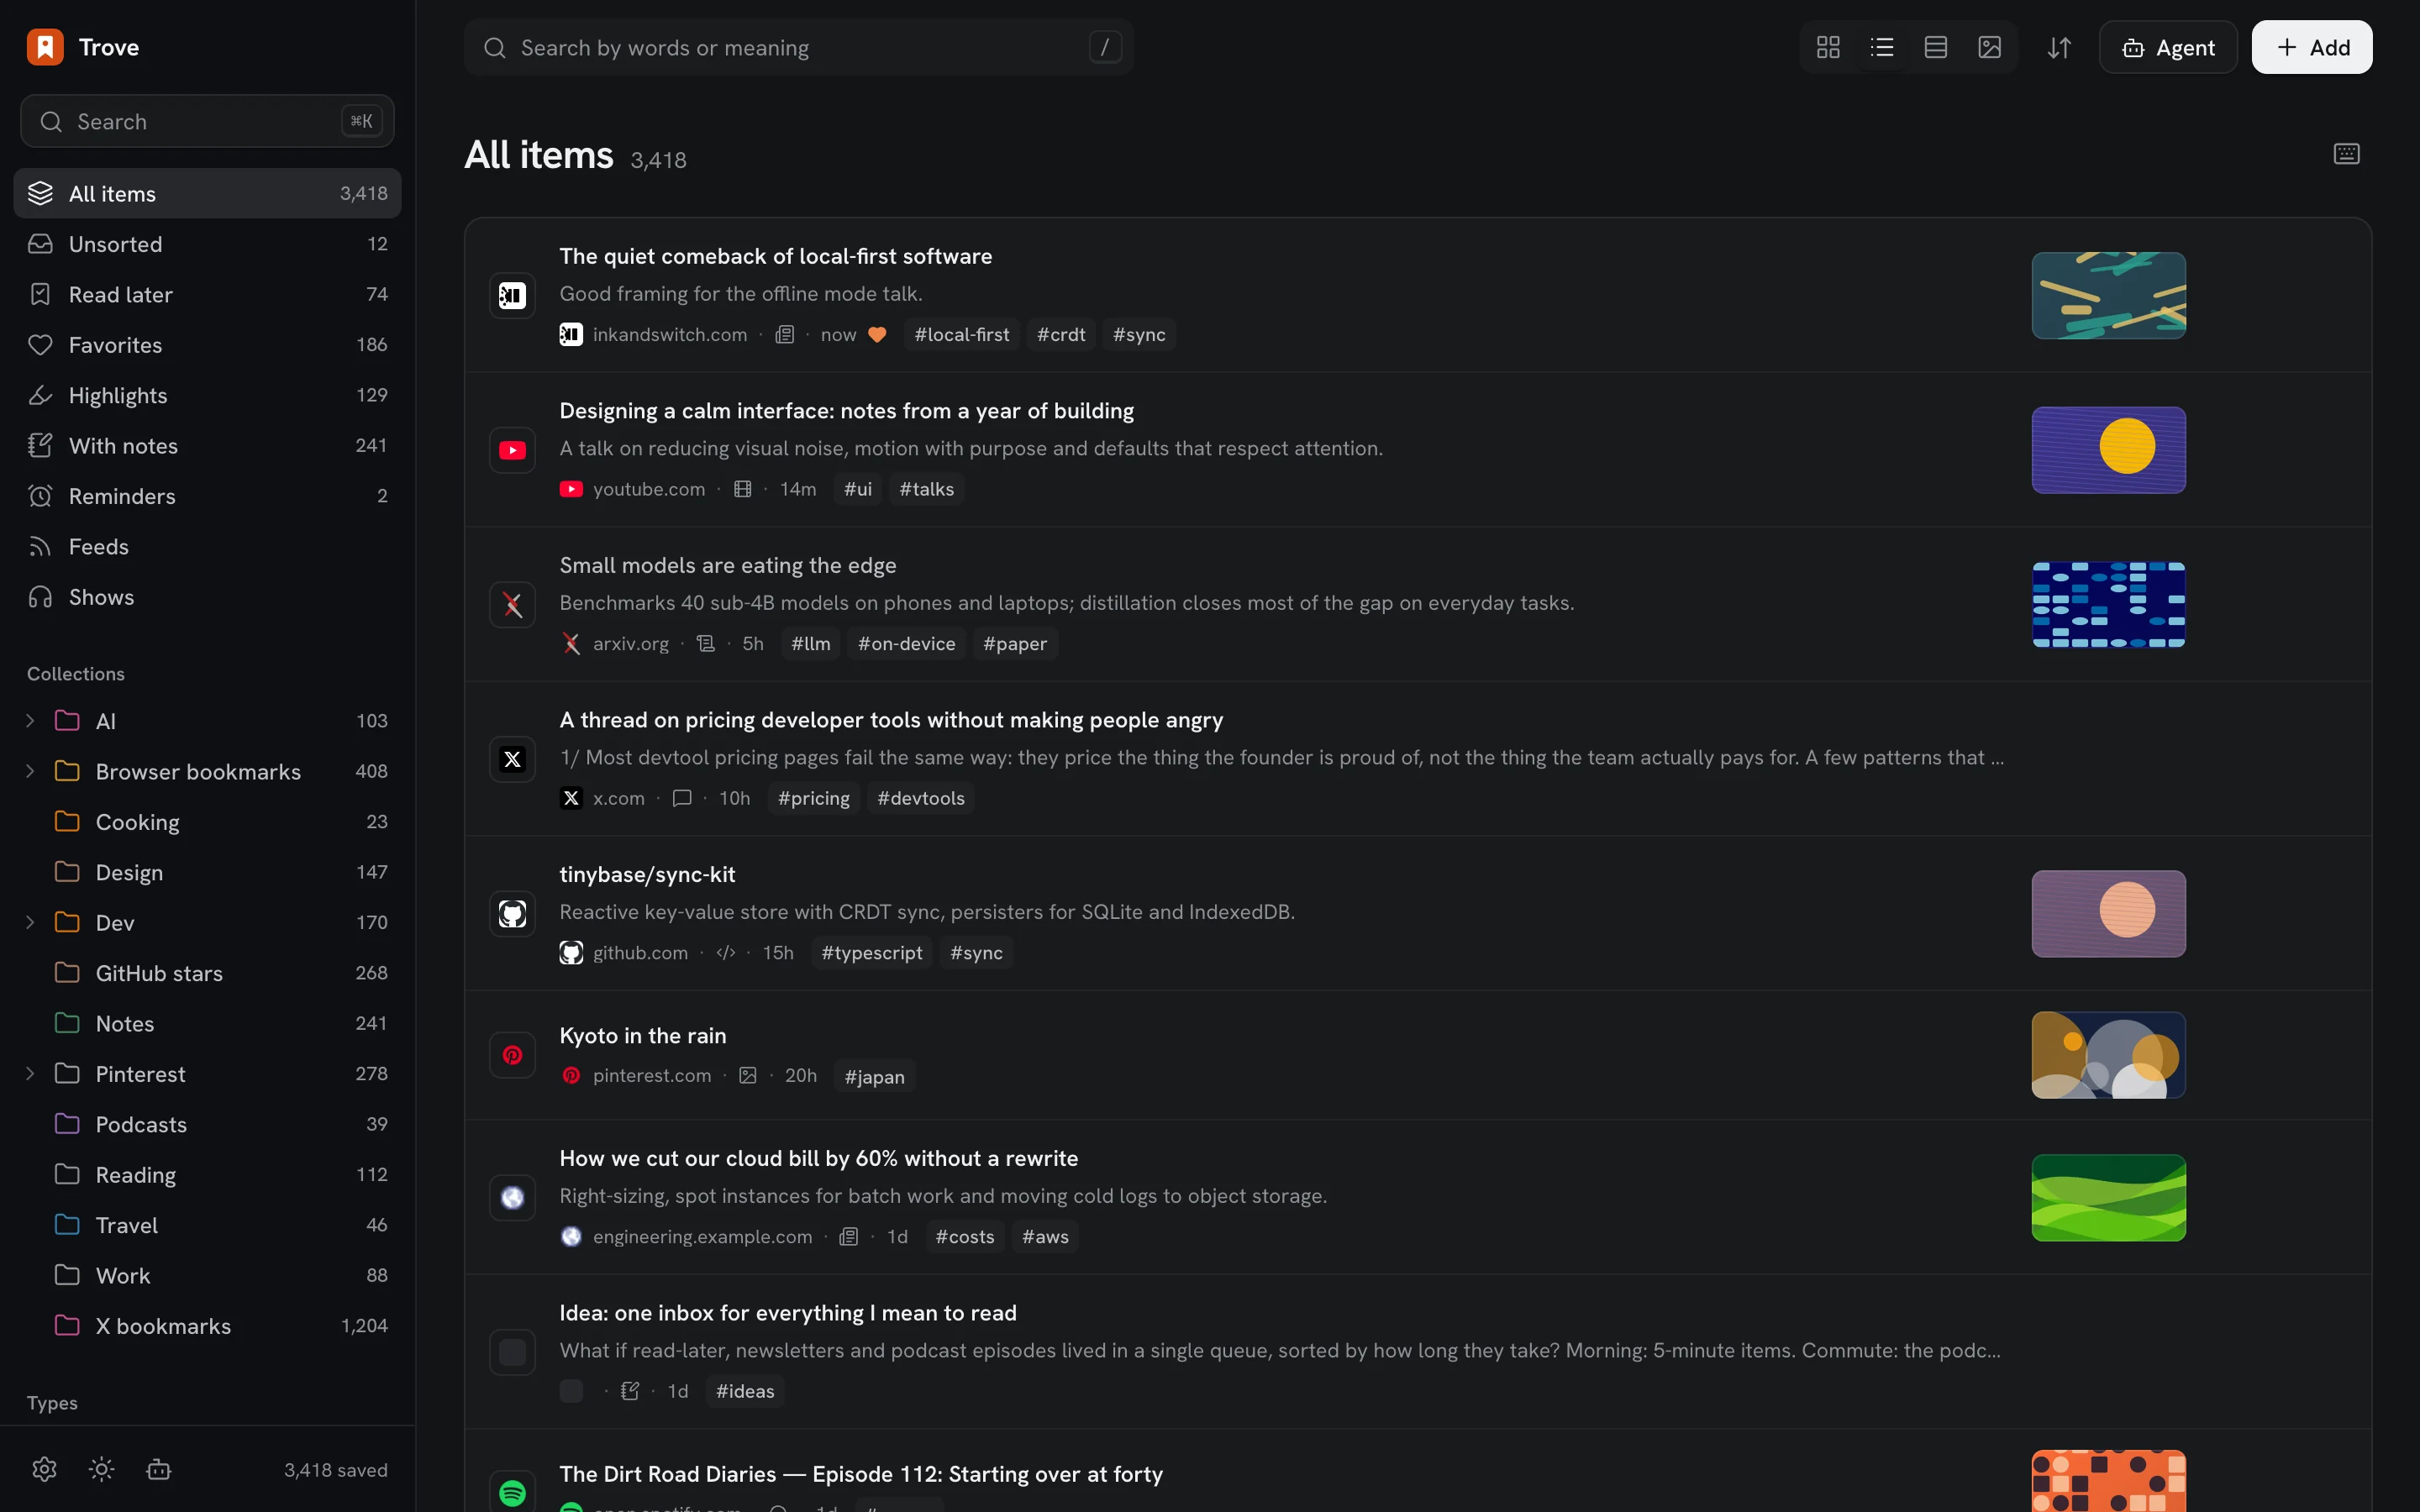 Trove
Search ⌘K
All items 3,418
Unsorted 12
Read later 74
Favorites 186
Highlights 129
With notes 241
Reminders 2
Feeds
Shows
Collections
AI 103
Browser bookmarks 408
Cooking 23
Design 147
Dev 170
GitHub stars 268
Notes 241
Pinterest 278
Podcasts 39
Reading 112
Travel 46
Work 88
X bookmarks 1,204
Types
3,418 saved
Search by words or meaning /
Agent
Add
All items 3,418
The quiet comeback of local-first software
Good framing for the offline mode talk.
inkandswitch.com · · now #local-first #crdt #sync
Designing a calm interface: notes from a year of building
A talk on reducing visual noise, motion with purpose and defaults that respect attention.
youtube.com · · 14m #ui #talks
Small models are eating the edge
Benchmarks 40 sub-4B models on phones and laptops; distillation closes most of the gap on everyday tasks.
arxiv.org · · 5h #llm #on-device #paper
A thread on pricing developer tools without making people angry
1/ Most devtool pricing pages fail the same way: they price the thing the founder is proud of, not the thing the team actually pays for. A few patterns that ...
x.com · · 10h #pricing #devtools
tinybase/sync-kit
Reactive key-value store with CRDT sync, persisters for SQLite and IndexedDB.
github.com · · 15h #typescript #sync
Kyoto in the rain
pinterest.com · · 20h #japan
How we cut our cloud bill by 60% without a rewrite
Right-sizing, spot instances for batch work and moving cold logs to object storage.
engineering.example.com · · 1d #costs #aws
Idea: one inbox for everything I mean to read
What if read-later, newsletters and podcast episodes lived in a single queue, sorted by how long they take? Morning: 5-minute items. Commute: the podc...
· · 1d #ideas
The Dirt Road Diaries — Episode 112: Starting over at forty